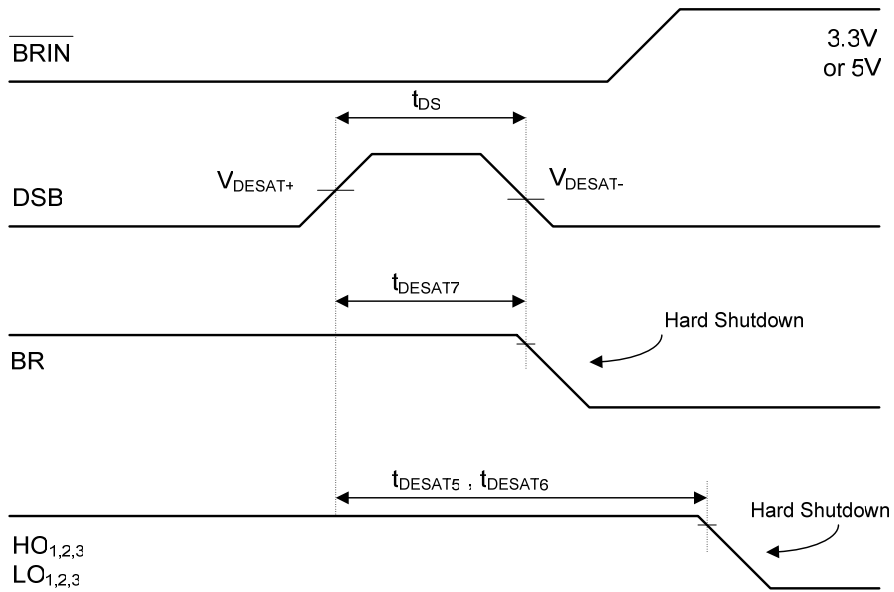 BRIN
3.3V
or 5V
tDS
VDESAT+
VDESAT-
DSB
tDESAT7
Hard Shutdown
BR
tDESAT5 , tDESAT6
Hard Shutdown
HO1,2,3
LO1,2,3